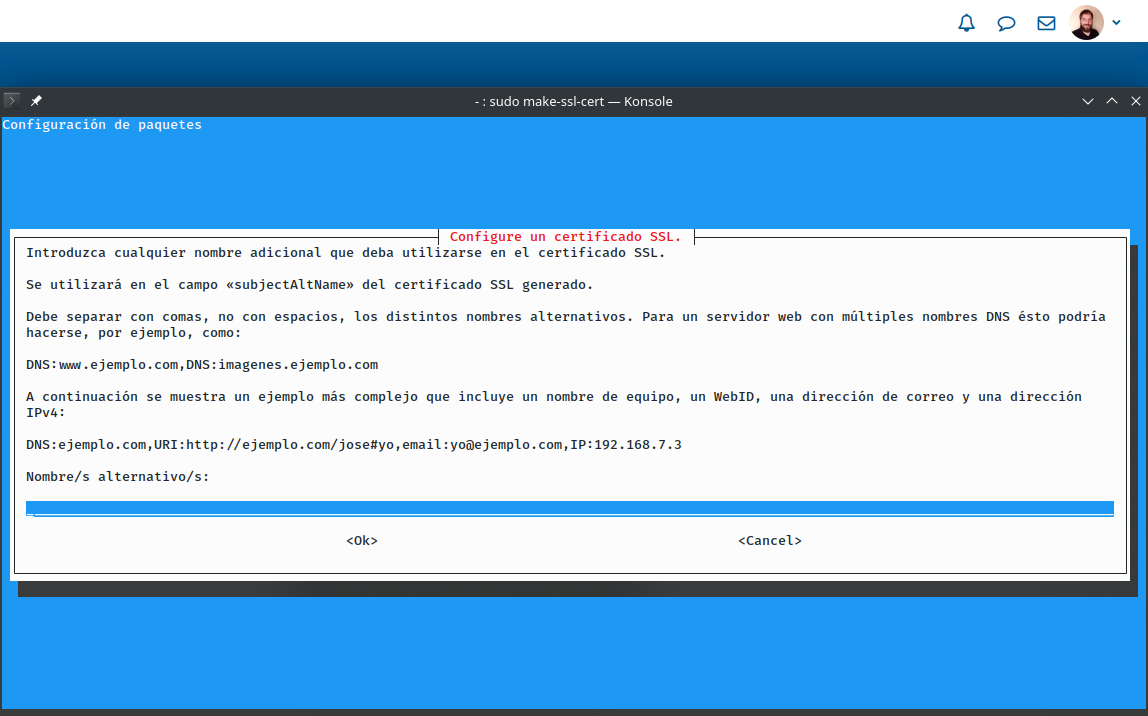 - : sudo make-ssl-cert — Konsole
Configuración de paquetes
Configure un certificado SSL.
Introduzca cualquier nombre adicional que deba utilizarse en el certificado SSL.
Se utilizará en el campo «subjectAltName» del certificado SSL generado.
Debe separar con comas, no con espacios, los distintos nombres alternativos. Para un servidor web con múltiples nombres DNS ésto podría
hacerse, por ejemplo, como:
DNS:www.ejemplo.com,DNS:imagenes.ejemplo.com
A continuación se muestra un ejemplo más complejo que incluye un nombre de equipo, un WebID, una dirección de correo y una dirección
IPv4:
DNS:ejemplo.com,URI:http://ejemplo.com/jose#yo,email:yo@ejemplo.com,IP:192.168.7.3
Nombre/s alternativo/s:
<Ok> <Cancel>